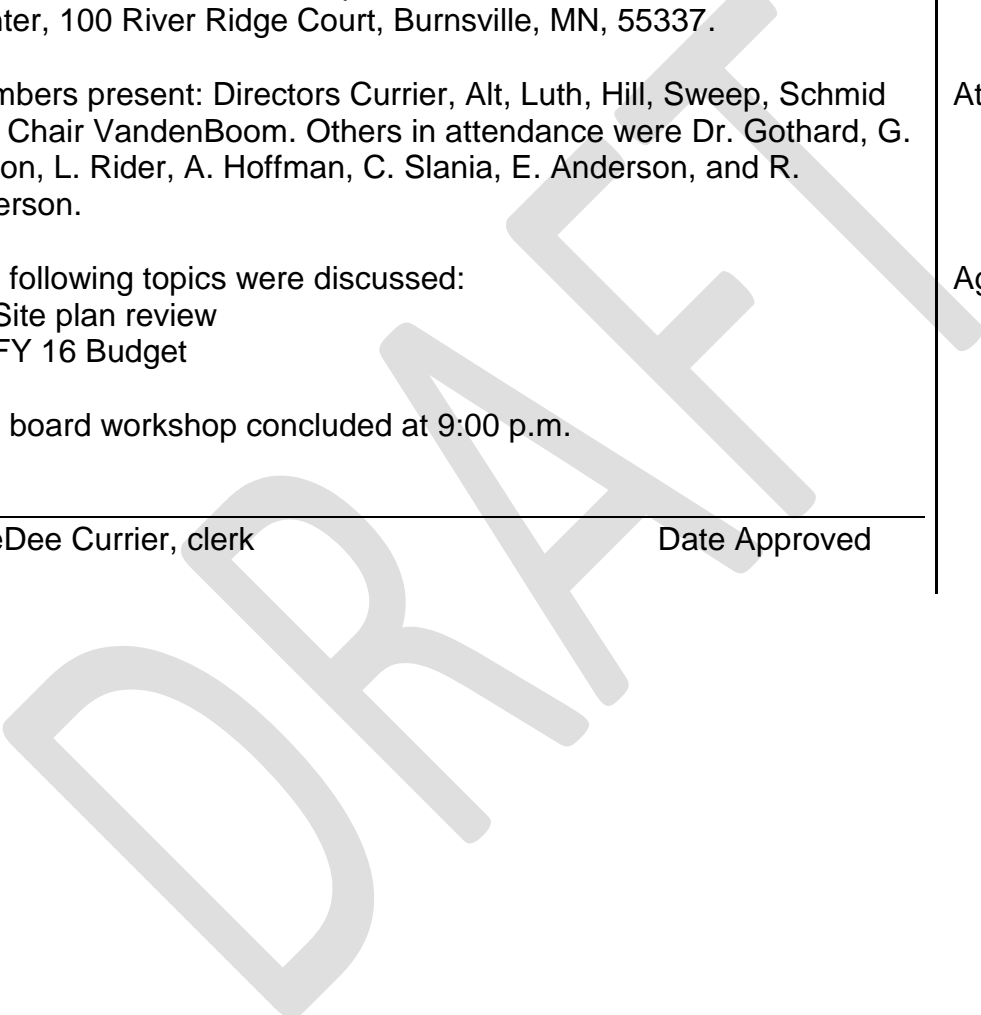 nter, 100 River Ridge Court, Burnsville, MN, 55337.
mbers present: Directors Currier, Alt, Luth, Hill, Sweep, Schmid
Chair VandenBoom. Others in attendance were Dr. Gothard, G.
on, L. Rider, A. Hoffman, C. Slania, E. Anderson, and R.
erson.
following topics were discussed:
Site plan review
FY 16 Budget
board workshop concluded at 9:00 p.m.
eDee Currier, clerk Date Approved
At
Ag
DRAFT